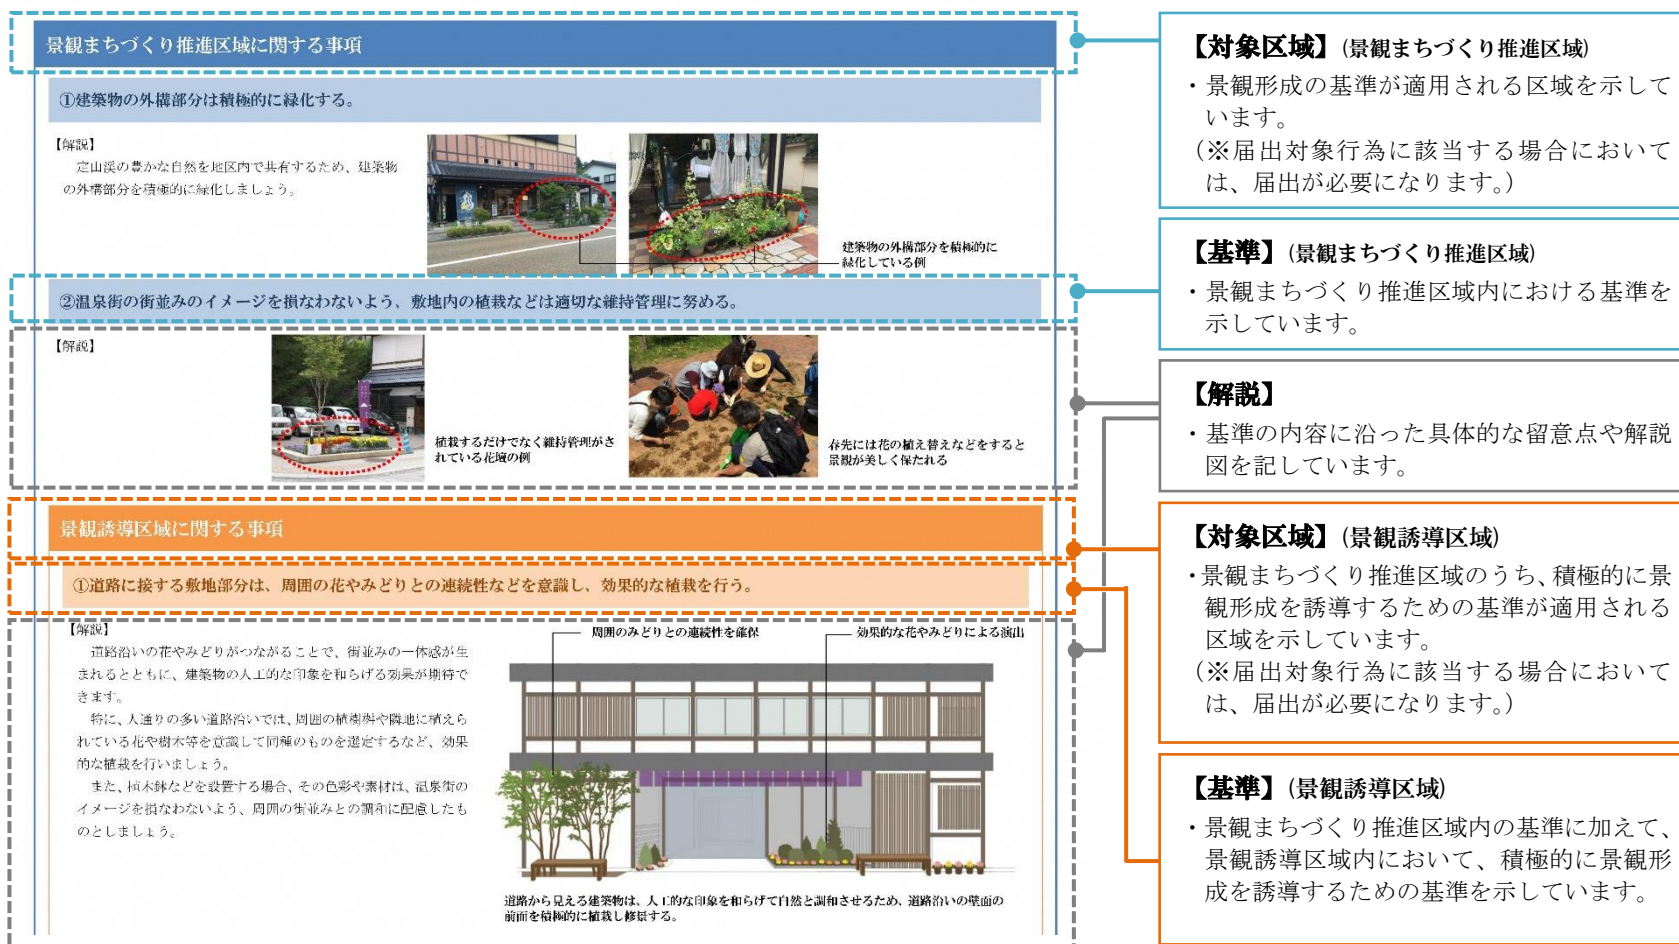 景観まちづくり推進区域に関する事項
①建築物の外構部分は積極的に緑化する。
【解説】
定山渓の豊かな自然を地区内で共有するため、建築物
の外構部分を積極的に緑化しましょう。
建築物の外構部分を積極的に
緑化している例
②温泉街の街並みのイメージを損なわないよう、敷地内の植栽などは適切な維持管理に努める。
【解説】
植栽するだけでなく維持管理がさ
れている花壇の例
春先には花の植え替えなどをすると
景観が美しく保たれる
景観誘導区域に関する事項
①道路に接する敷地部分は、周囲の花やみどりとの連続性などを意識し、効果的な植栽を行う。
【解説】
道路沿いの花やみどりがつながることで、街並みの一体感が生
まれるとともに、建築物の人工的な印象を和らげる効果が期待で
きます。
特に、人通りの多い道路沿いでは、周囲の植樹桝や隣地に植えら
れている花や樹木等を意識して同種のものを選定するなど、効果
的な植栽を行いましょう。
また、植木鉢などを設置する場合、その色彩や素材は、温泉街の
イメージを損なわないよう、周囲の街並みとの調和に配慮したも
のとしましょう。
周囲のみどりとの連続性を確保
効果的な花やみどりによる演出
道路から見える建築物は、人工的な印象を和らげて自然と調和させるため、道路沿いの壁面の
前面を積極的に植栽し修景する。
【対象区域】(景観まちづくり推進区域)
・景観形成の基準が適用される区域を示して
います。
(※届出対象行為に該当する場合において
は、届出が必要になります。)
【基準】(景観まちづくり推進区域)
・景観まちづくり推進区域内における基準を
示しています。
【解説】
・基準の内容に沿った具体的な留意点や解説
図を記しています。
【対象区域】(景観誘導区域)
・景観まちづくり推進区域のうち、積極的に景
観形成を誘導するための基準が適用される
区域を示しています。
(※届出対象行為に該当する場合において
は、届出が必要になります。)
【基準】(景観誘導区域)
・景観まちづくり推進区域内の基準に加えて、
景観誘導区域内において、積極的に景観形
成を誘導するための基準を示しています。